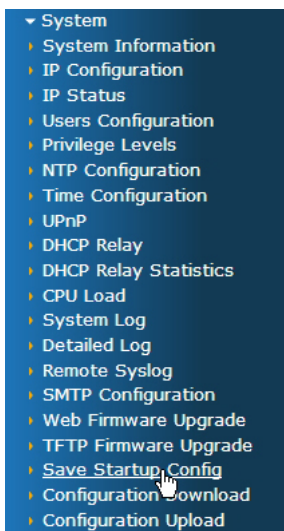 System
System Information
IP Configuration
IP Status
Users Configuration
Privilege Levels
NTP Configuration
Time Configuration
UPnP
DHCP Relay
DHCP Relay Statistics
CPU Load
System Log
Detailed Log
Remote Syslog
SMTP Configuration
Web Firmware Upgrade
TFTP Firmware Upgrade
Save Startup Config
Configuration Download
Configuration Upload